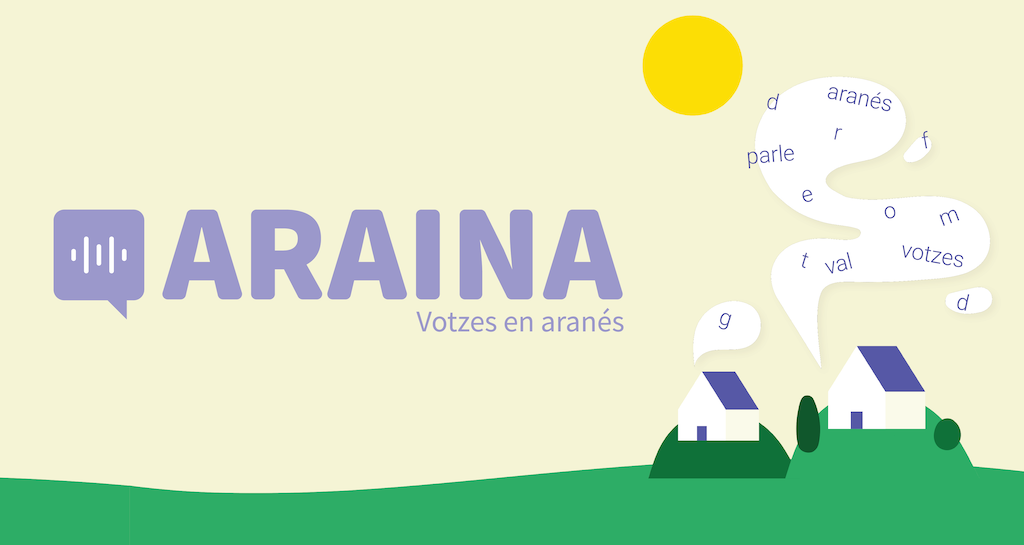 ARAINA
Votzes en aranés
d
aranés
r
f
parle
e
o
m
t
val
votzes
d
g